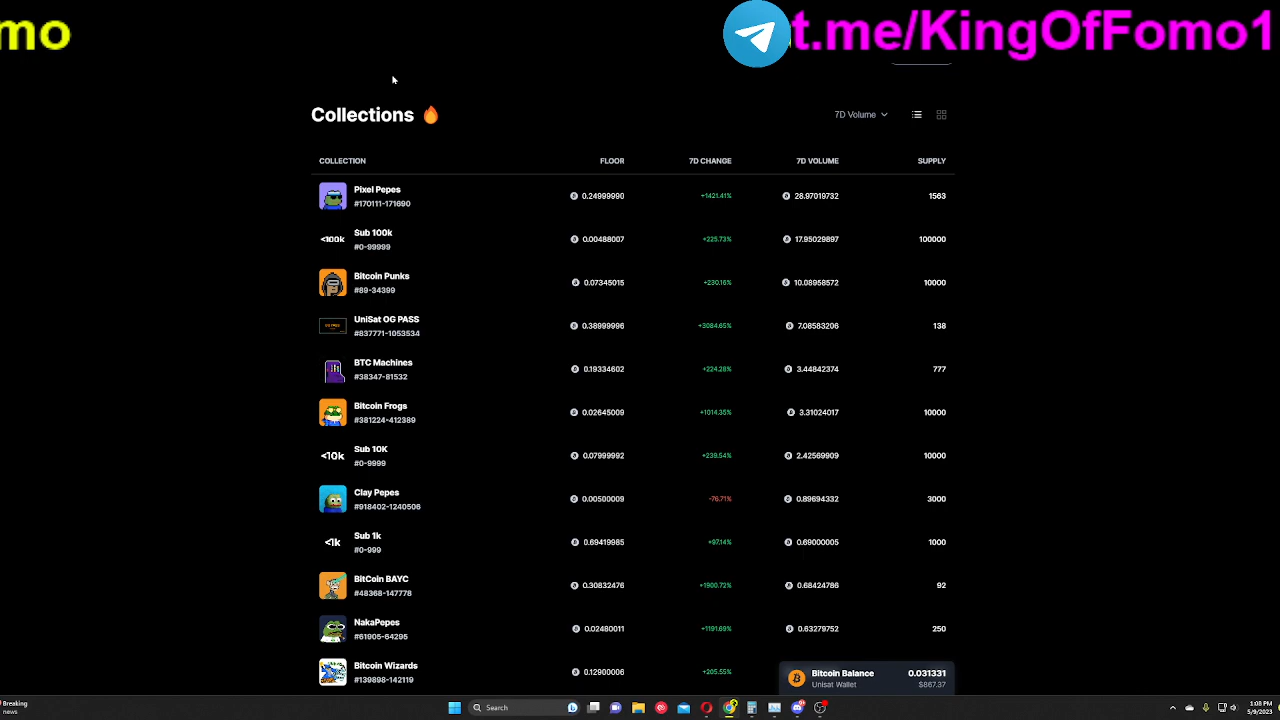 mo
t.me/KingOfFomo1
Collections
7D Volume
COLLECTION FLOOR 7D CHANGE 7D VOLUME SUPPLY
Pixel Pepes
#170111-171690
0.24999990 +1421.41% 28.97019732 1563
<100k
Sub 100k
#0-99999
0.00488007 +225.73% 17.95029897 100000
Bitcoin Punks
#89-34399
0.07345015 +230.16% 10.08958572 10000
UniSat OG PASS
#837771-1053534
0.38999996 +3084.65% 7.08583206 138
BTC Machines
#38347-81532
0.19334602 +224.28% 3.44842374 777
Bitcoin Frogs
#381224-412389
0.02645009 +1014.35% 3.31024017 10000
<10k
Sub 10K
#0-9999
0.07999992 +239.54% 2.42569909 10000
Clay Pepes
#918402-1240506
0.00500009 -76.71% 0.89694332 3000
<1k
Sub 1k
#0-999
0.69419985 +97.14% 0.69000005 1000
BitCoin BAYC
#48368-147778
0.30832476 +1900.72% 0.68424786 92
NakaPepes
#61905-64295
0.02480011 +1191.69% 0.63279752 250
Bitcoin Wizards
#139898-142119
0.12900006 +205.55%
Bitcoin Balance 0.031331
Unisat Wallet $867.37
Breaking
news
Search
1:08 PM
5/9/2023